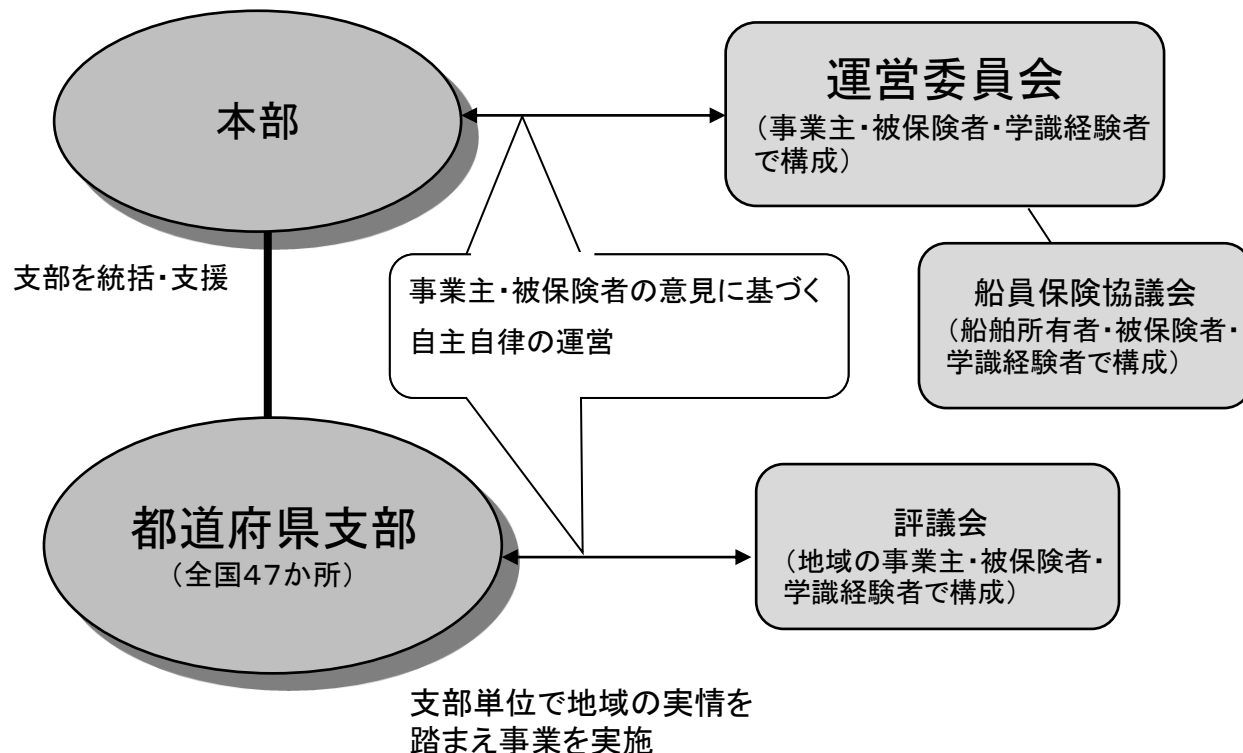 本部
運営委員会
（事業主・被保険者・学識経験者
で構成）
支部を統括・支援
事業主・被保険者の意見に基づく
自主自律の運営
船員保険協議会
（船舶所有者・被保険者・
学識経験者で構成）
都道府県支部
（全国４７か所）
評議会
（地域の事業主・被保険者・
学識経験者で構成）
支部単位で地域の実情を
踏まえ事業を実施